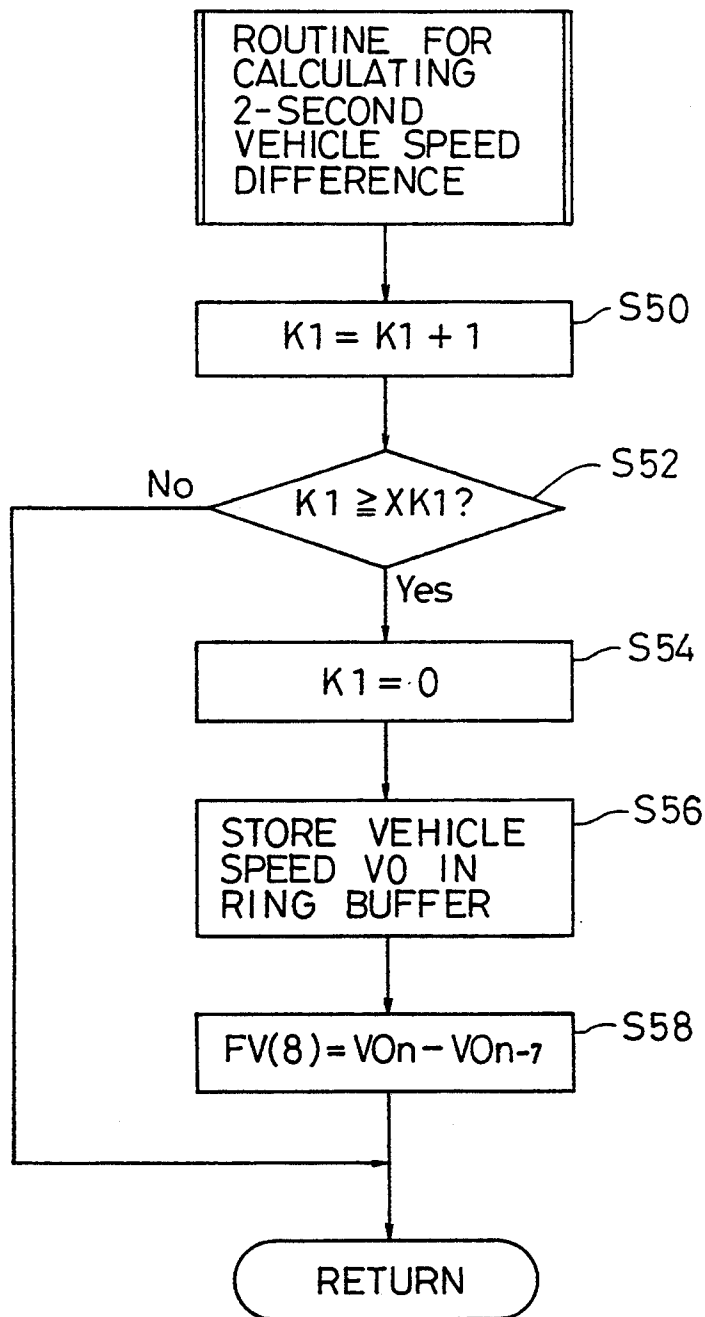 ROUTINE FOR
CALCULATING
2-SECOND
VEHICLE SPEED
DIFFERENCE
K1 = K1 + 1
S50
K1 ≧ XK1?
S52
No
Yes
K1 = 0
S54
STORE VEHICLE
SPEED V0 IN
RING BUFFER
S56
FV(8) = V0n - V0n-7
S58
RETURN